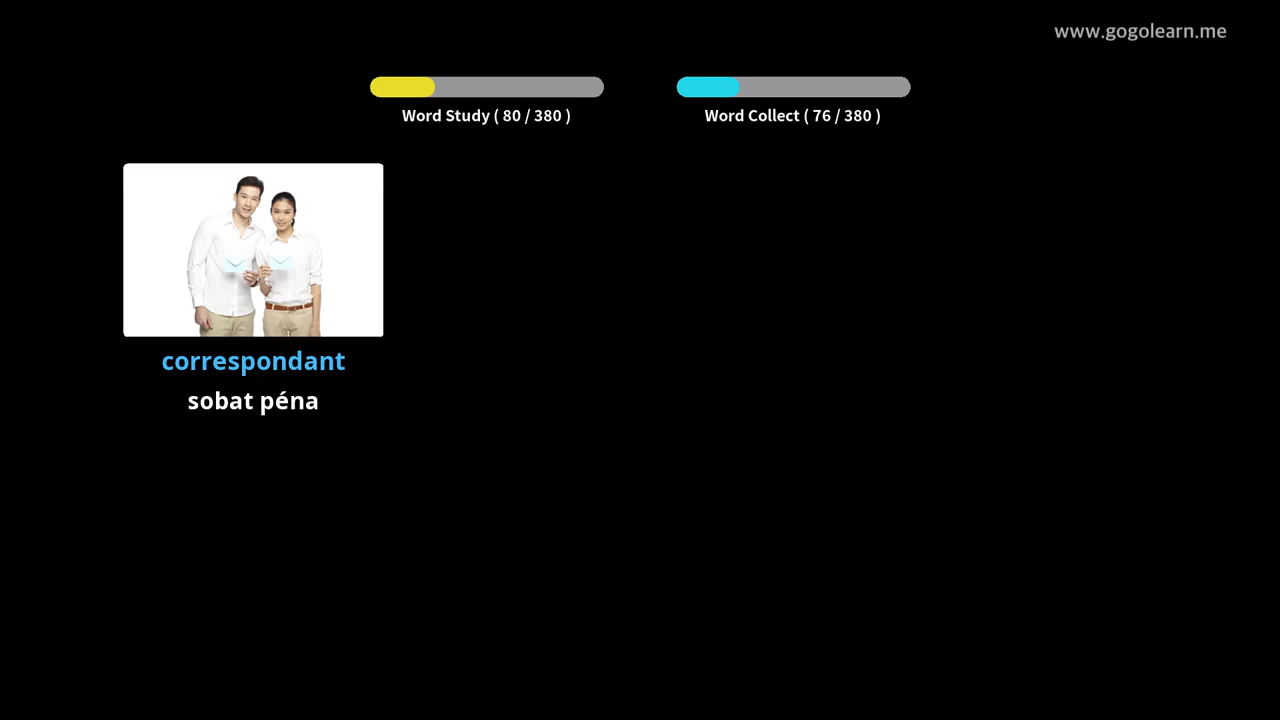 www.gogolearn.me
Word Study ( 80 / 380 )
Word Collect ( 76 / 380 )
correspondant
sobat péna